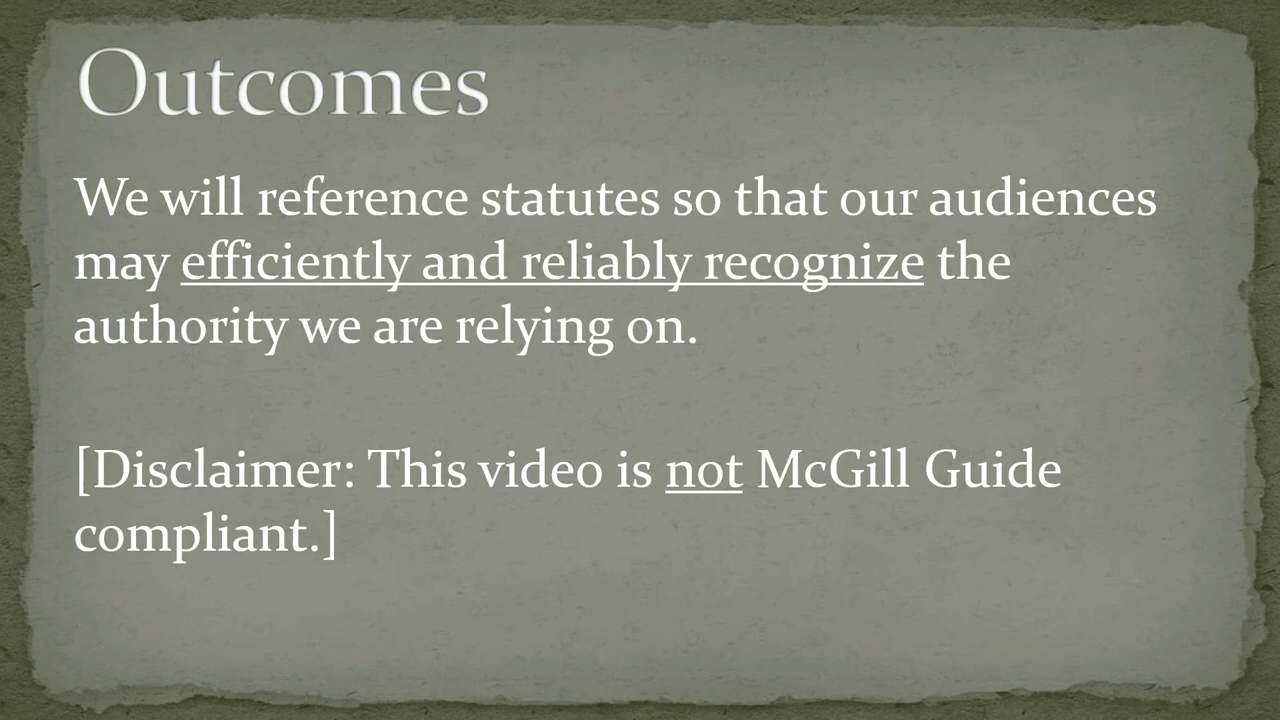 Outcomes
We will reference statutes so that our audiences
may efficiently and reliably recognize the
authority we are relying on.
[Disclaimer: This video is not McGill Guide
compliant.]